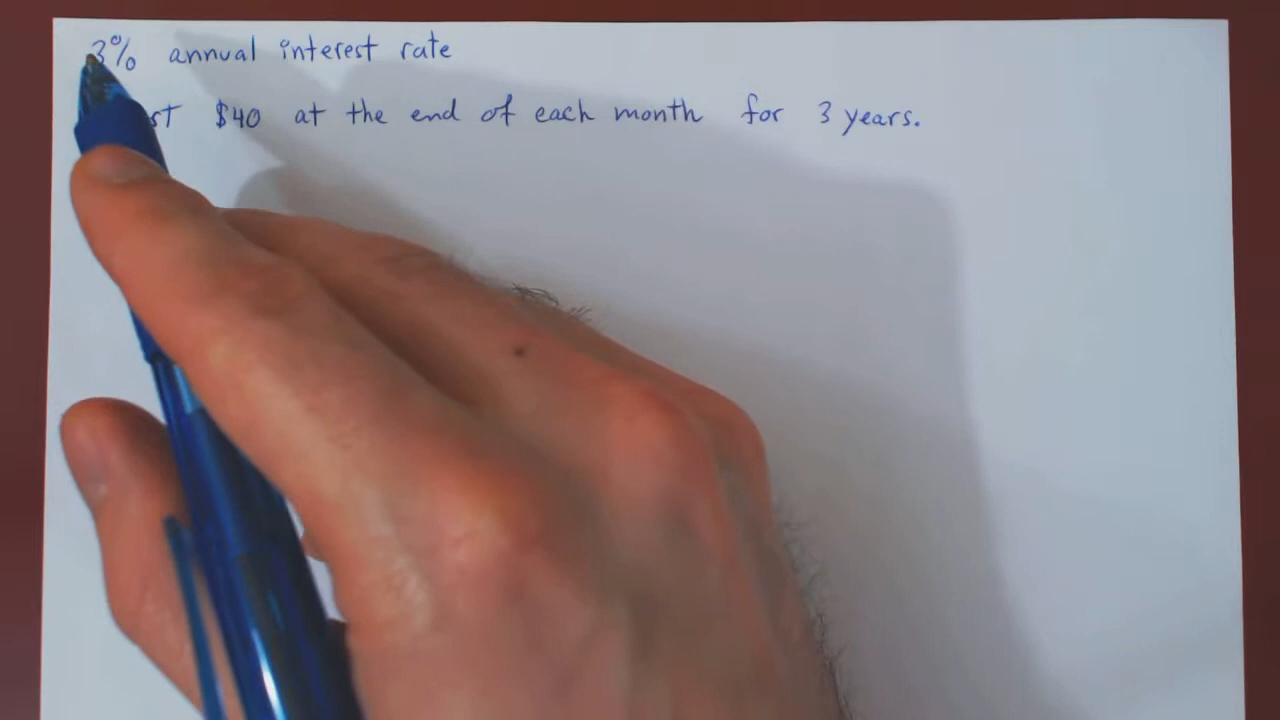 3% annual interest rate
$40 at the end of each month for 3 years.